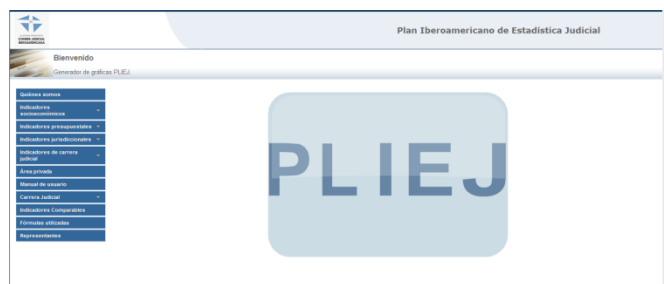 Plan Iberoamericano de Estadística Judicial
Bienvenido
Generador de gráficas PLIEJ.
Quiénes somos
Indicadores
socioeconómicos
Indicadores presupuestales
Indicadores jurisdiccionales
Indicadores de carrera
judicial
Área privada
Manual de usuario
Carrera Judicial
Indicadores Comparables
Fórmulas utilizadas
Representantes
PLIEJ